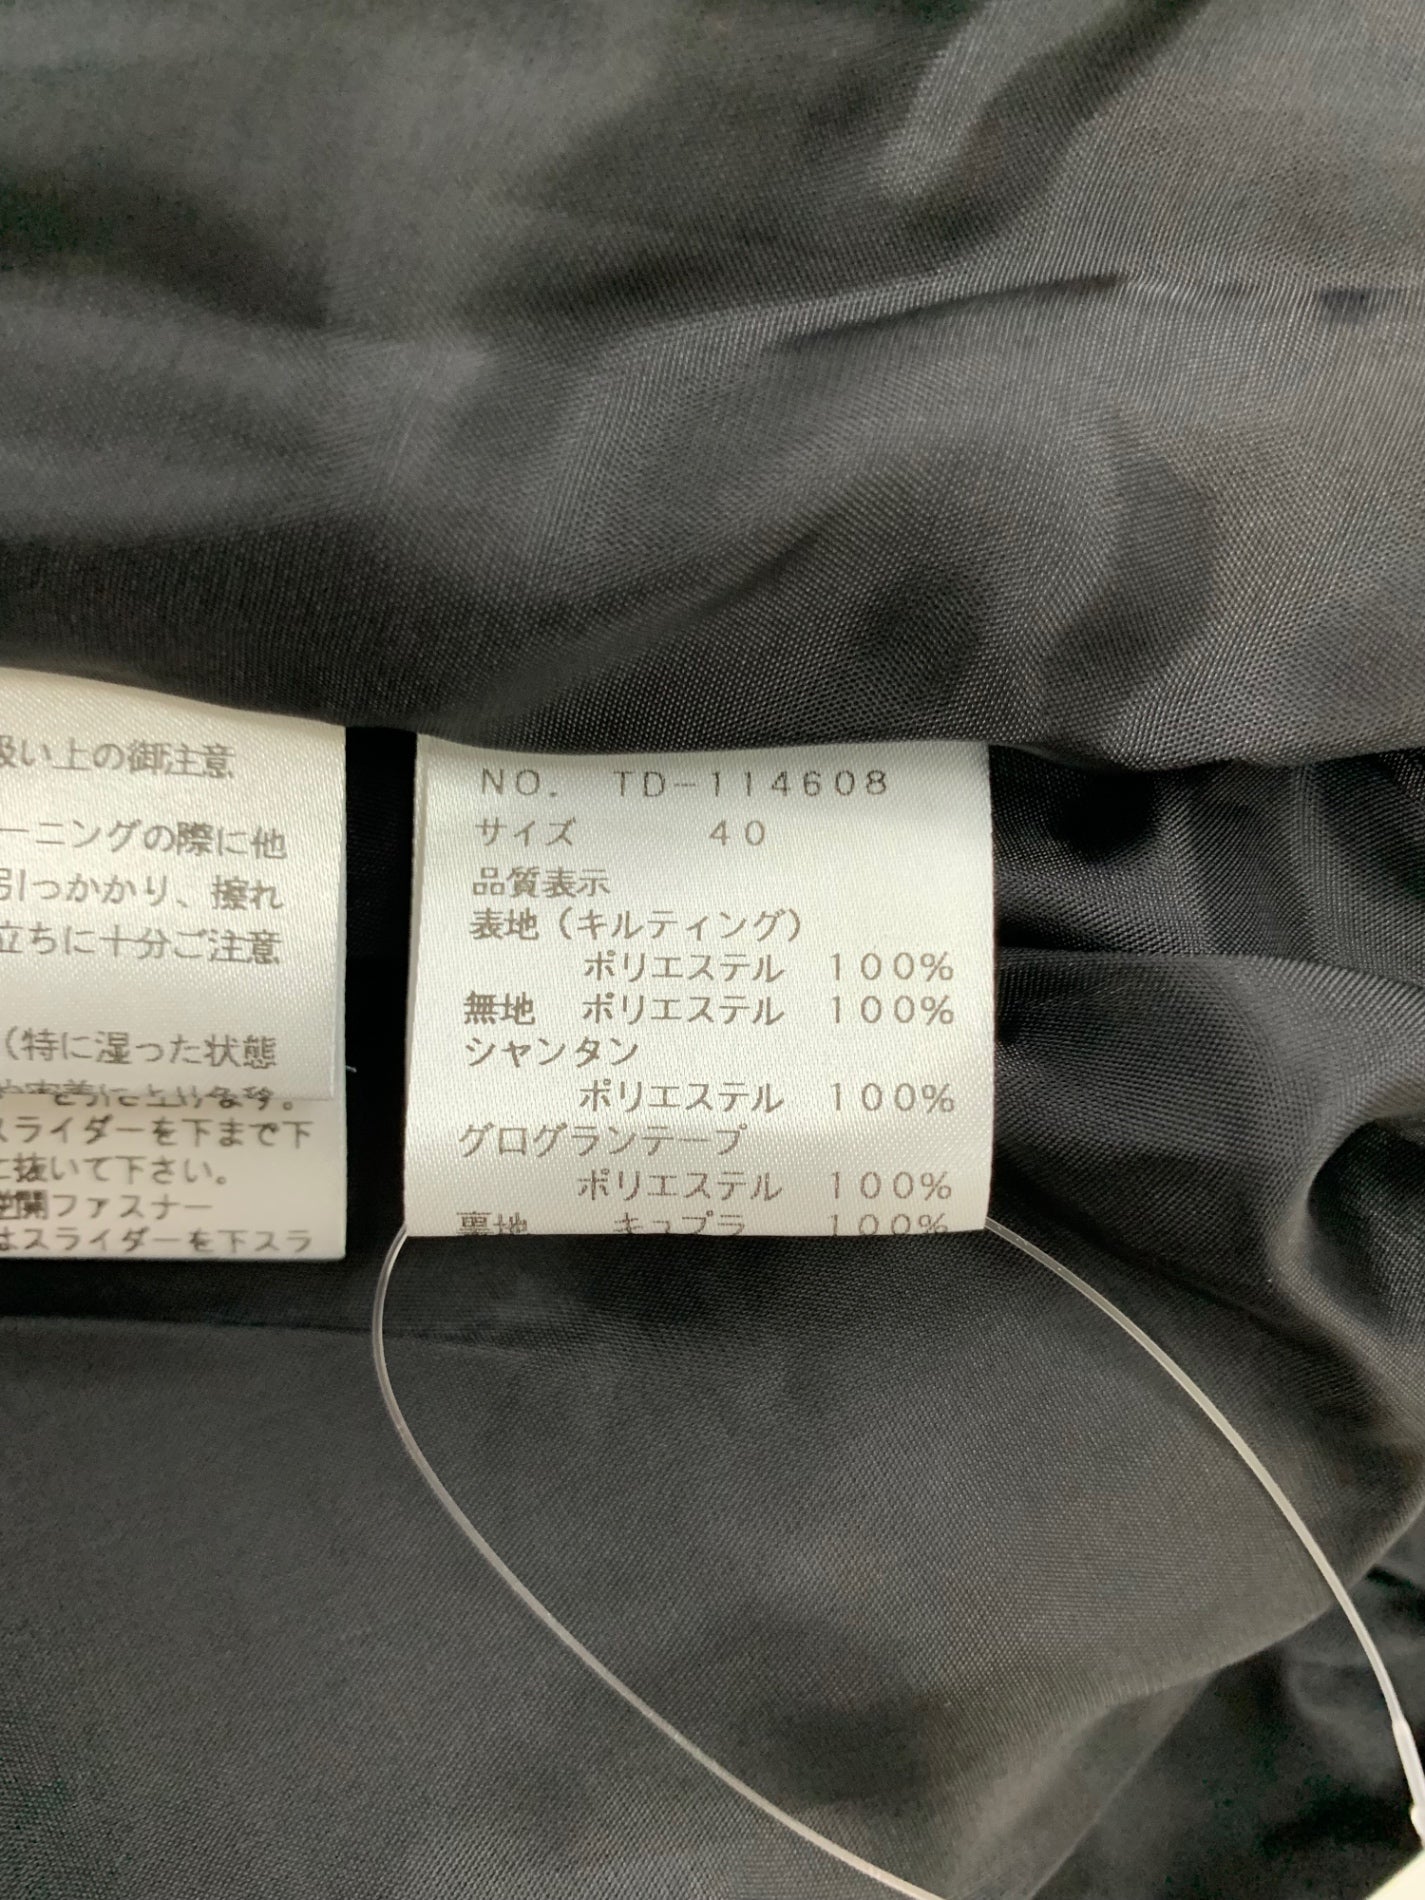 扱い上の御注意
ーニングの際に他
引っかかり、擦れ
立ちに十分ご注意
（特に湿った状態
スライダーを下まで下
に抜いて下さい。
逆開ファスナー
はスライダーを下スラ
NO. TD-114608
サイズ 40
品質表示
表地（キルティング）
ポリエステル 100%
無地 ポリエステル 100%
シャンタン
ポリエステル 100%
グログランテープ
ポリエステル 100%
裏地 キュプラ 100%